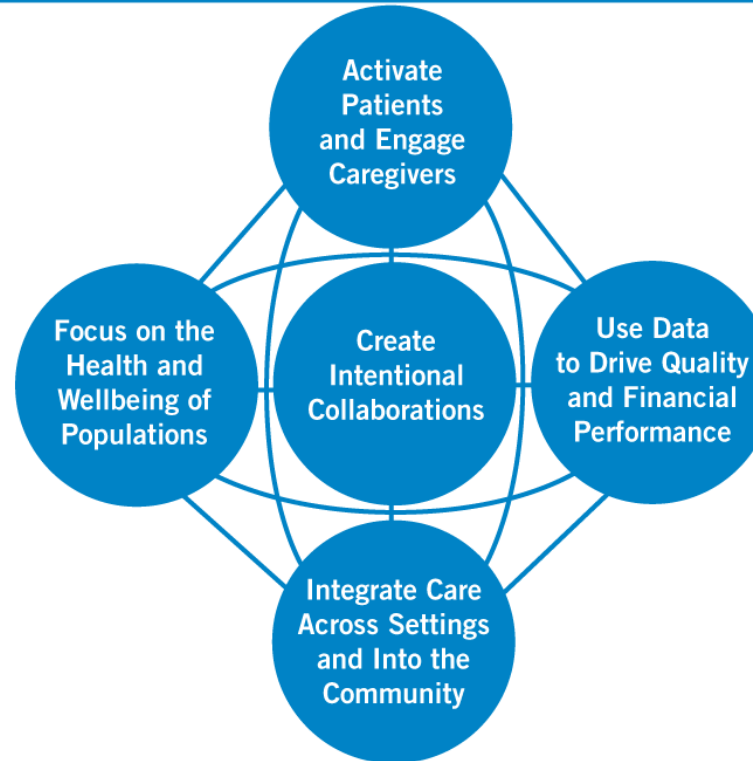 Activate
Patients
and Engage
Caregivers
Focus on the
Health and
Wellbeing of
Populations
Create
Intentional
Collaborations
Use Data
to Drive Quality
and Financial
Performance
Integrate Care
Across Settings
and Into the
Community